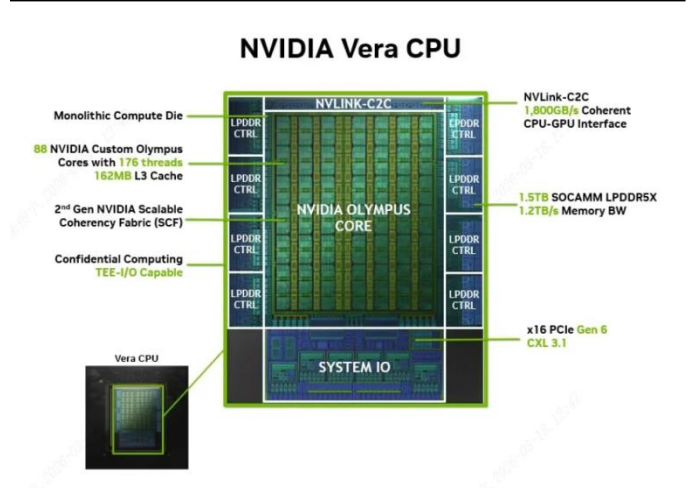 NVIDIA Vera CPU
Monolithic Compute Die
88 NVIDIA Custom Olympus
Cores with 176 threads
162MB L3 Cache
2nd Gen NVIDIA Scalable
Coherency Fabric (SCF)
Confidential Computing
TEE-I/O Capable
Vera CPU
NVLINK-C2C
LPDDR
CTRL
LPDDR
CTRL
LPDDR
CTRL
LPDDR
CTRL
NVIDIA OLYMPUS
CORE
LPDDR
CTRL
LPDDR
CTRL
LPDDR
CTRL
LPDDR
CTRL
SYSTEM IO
NVLink-C2C
1,800GB/s Coherent
CPU-GPU Interface
1.5TB SOCAMM LPDDR5X
1.2TB/s Memory BW
x16 PCIe Gen 6
CXL 3.1